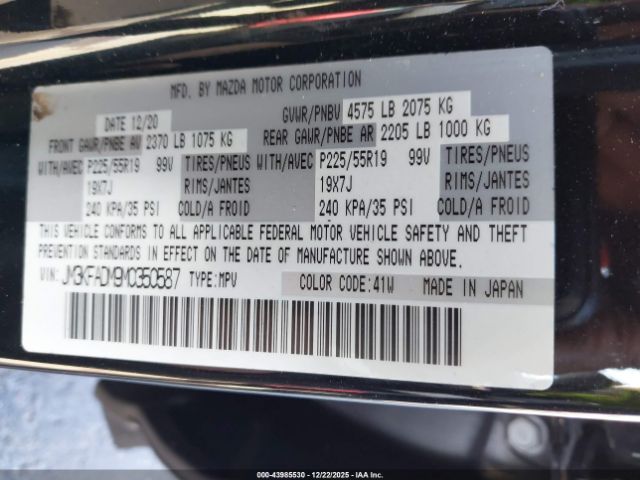 MFD. BY MAZDA MOTOR CORPORATION
DATE 12/20 GVWR/PNBV 4575 LB 2075 KG
FRONT GAWR/PNBE AV 2370 LB 1075 KG REAR GAWR/PNBE AR 2205 LB 1000 KG
WITH/AVEC P225/55R19 99V TIRES/PNEUS WITH/AVEC P225/55R19 99V TIRES/PNEUS
19X7J RIMS/JANTES 19X7J RIMS/JANTES
240 KPA/35 PSI COLD/A FROID 240 KPA/35 PSI COLD/A FROID
THIS VEHICLE CONFORMS TO ALL APPLICABLE FEDERAL MOTOR VEHICLE SAFETY AND THEFT
PREVENTION STANDARDS IN EFFECT ON THE DATE OF MANUFACTURE SHOWN ABOVE.
VIN: JM3KFADM9M0350587 TYPE: MPV COLOR CODE: 41W MADE IN JAPAN
000-43985530 - 12/22/2025 - IAAI.COM